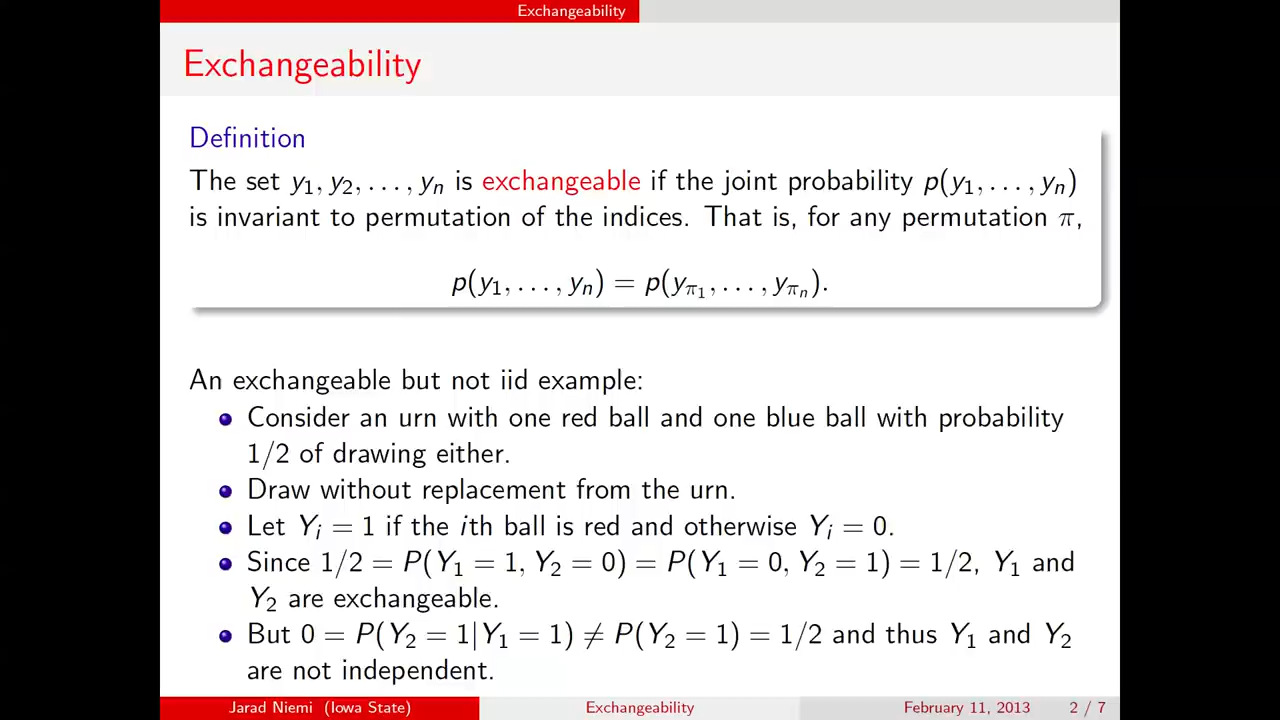 Exchangeability
Exchangeability
Definition
The set y₁, y₂, . . . , yₙ is exchangeable if the joint probability p(y₁, . . . , yₙ)
is invariant to permutation of the indices. That is, for any permutation π,
p(y₁, . . . , yₙ) = p(y_{π₁}, . . . , y_{πₙ}).
An exchangeable but not iid example:
Consider an urn with one red ball and one blue ball with probability
1/2 of drawing either.
Draw without replacement from the urn.
Let Yᵢ = 1 if the ith ball is red and otherwise Yᵢ = 0.
Since 1/2 = P(Y₁ = 1, Y₂ = 0) = P(Y₁ = 0, Y₂ = 1) = 1/2, Y₁ and
Y₂ are exchangeable.
But 0 = P(Y₂ = 1|Y₁ = 1) ≠ P(Y₂ = 1) = 1/2 and thus Y₁ and Y₂
are not independent.
Jarad Niemi (Iowa State) Exchangeability February 11, 2013 2 / 7